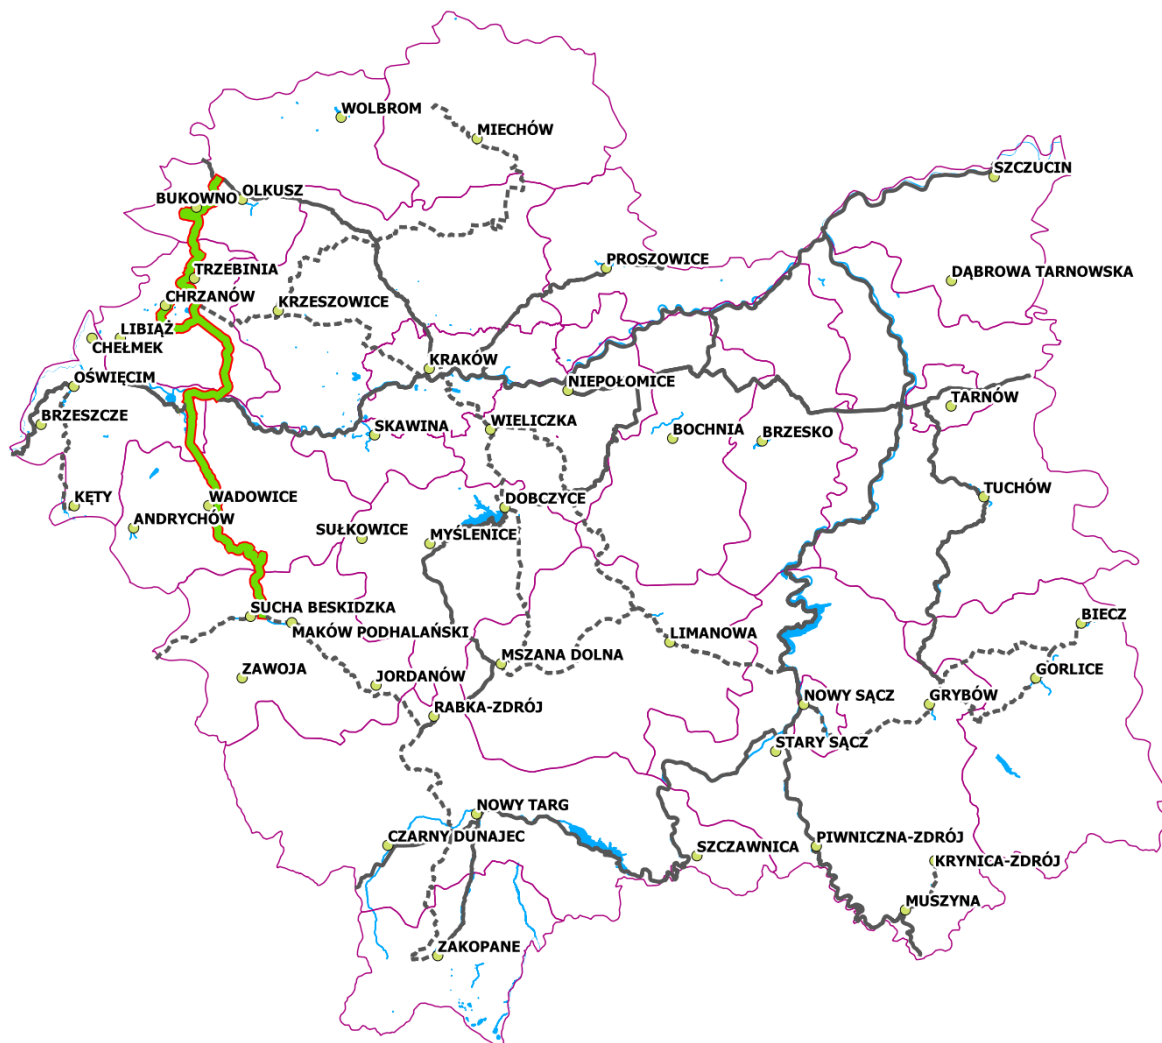 WOLBROM
MIECHÓW
SZCZUCIN
OLKUSZ
BUKOWNO
PROSZOWICE
TRZEBINIA
DĄBROWA TARNOWSKA
CHRZANÓW
KRZESZOWICE
LIBIĄŻ
CHEŁMEK
KRAKÓW
OŚWIĘCIM
NIEPOŁOMICE
TARNÓW
BRZESZCZE
SKAWINA
WIELICZKA
BOCHNIA
BRZESKO
KĘTY
WADOWICE
DOBCZYCE
TUCHÓW
ANDRYCHÓW
SUŁKOWICE
MYŚLENICE
SUCHA BESKIDZKA
BIECZ
MAKÓW PODHALAŃSKI
LIMANOWA
ZAWOJA
MSZANA DOLNA
GORLICE
JORDANÓW
NOWY SĄCZ
GRYBÓW
RABKA-ZDRÓJ
STARY SĄCZ
NOWY TARG
CZARNY DUNAJEC
SZCZAWNICA
PIWNICZNA-ZDRÓJ
KRYNICA-ZDRÓJ
MUSZYNA
ZAKOPANE